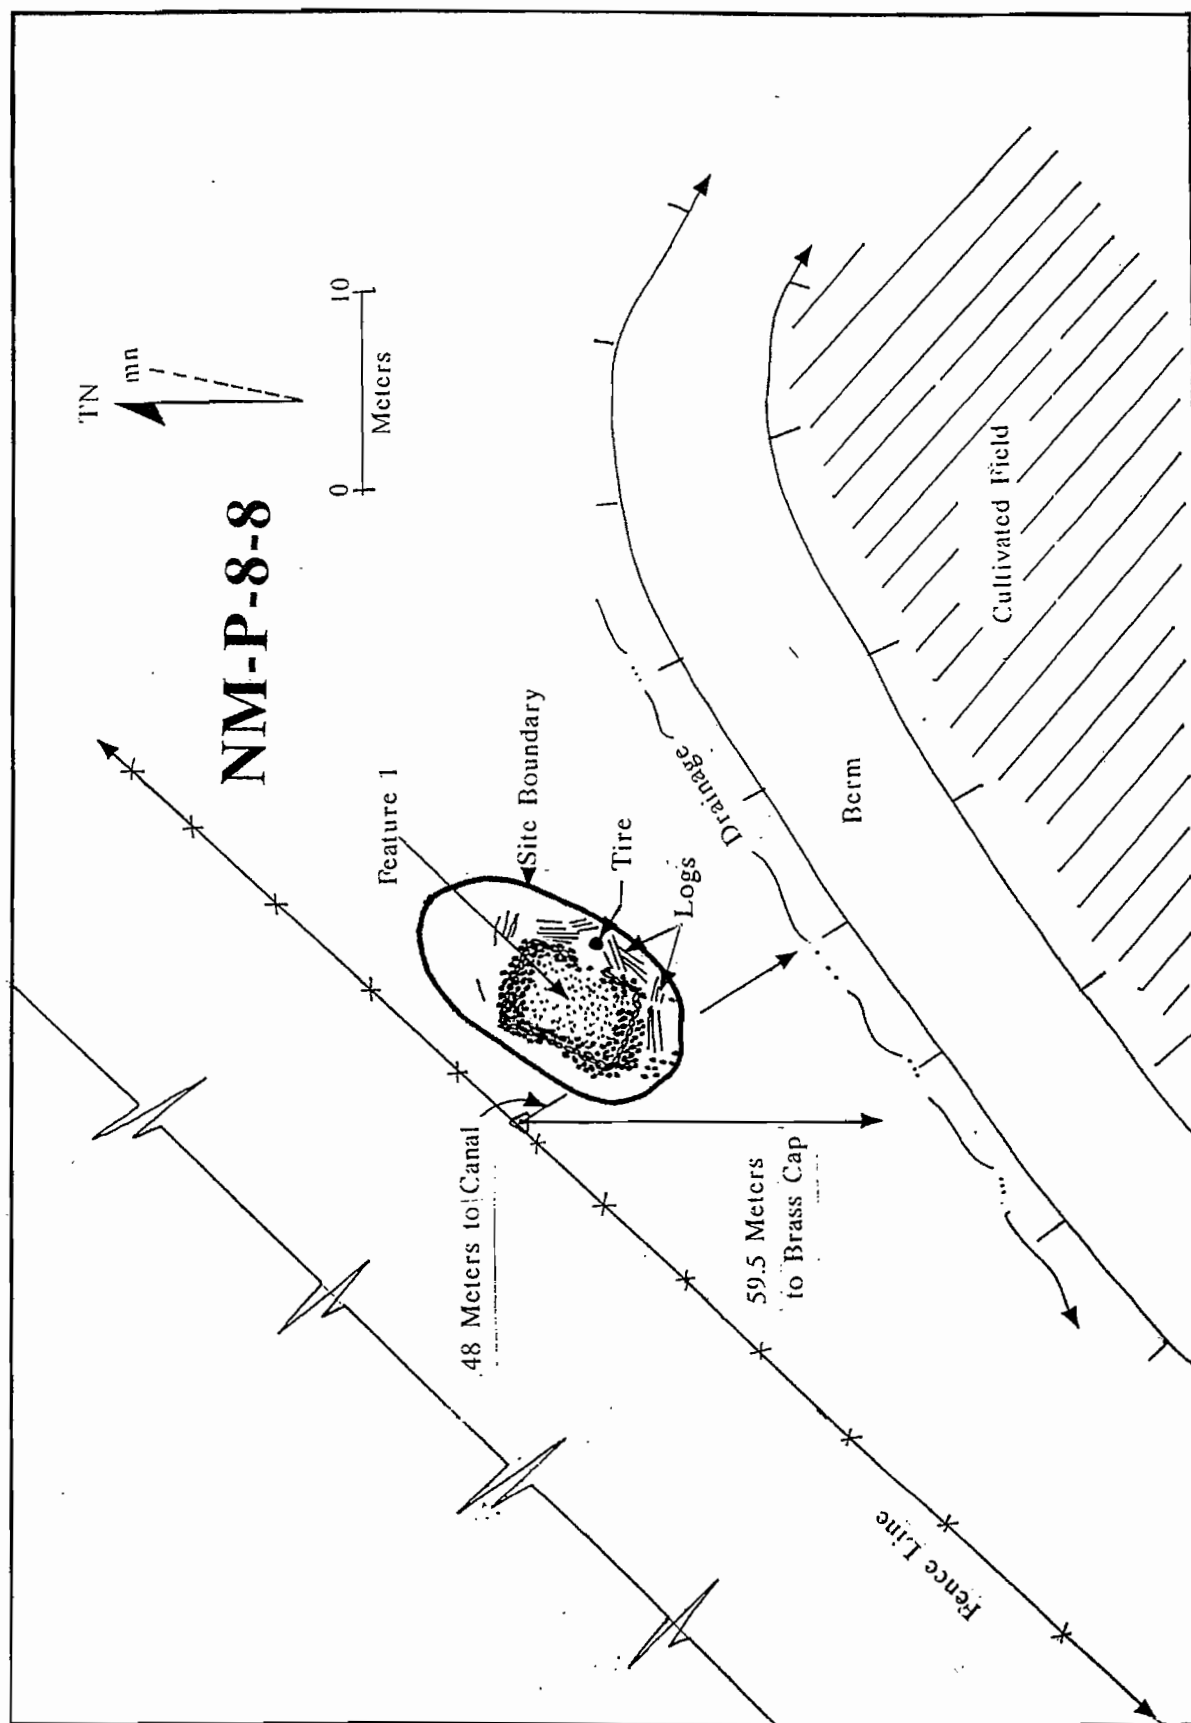 NM-P-8-8
TN
mn
0 10
Meters
Feature 1
Site Boundary
Tire
Logs
48 Meters to Canal
59.5 Meters
to Brass Cap
Drainage
Berm
Cultivated Field
Fence Line